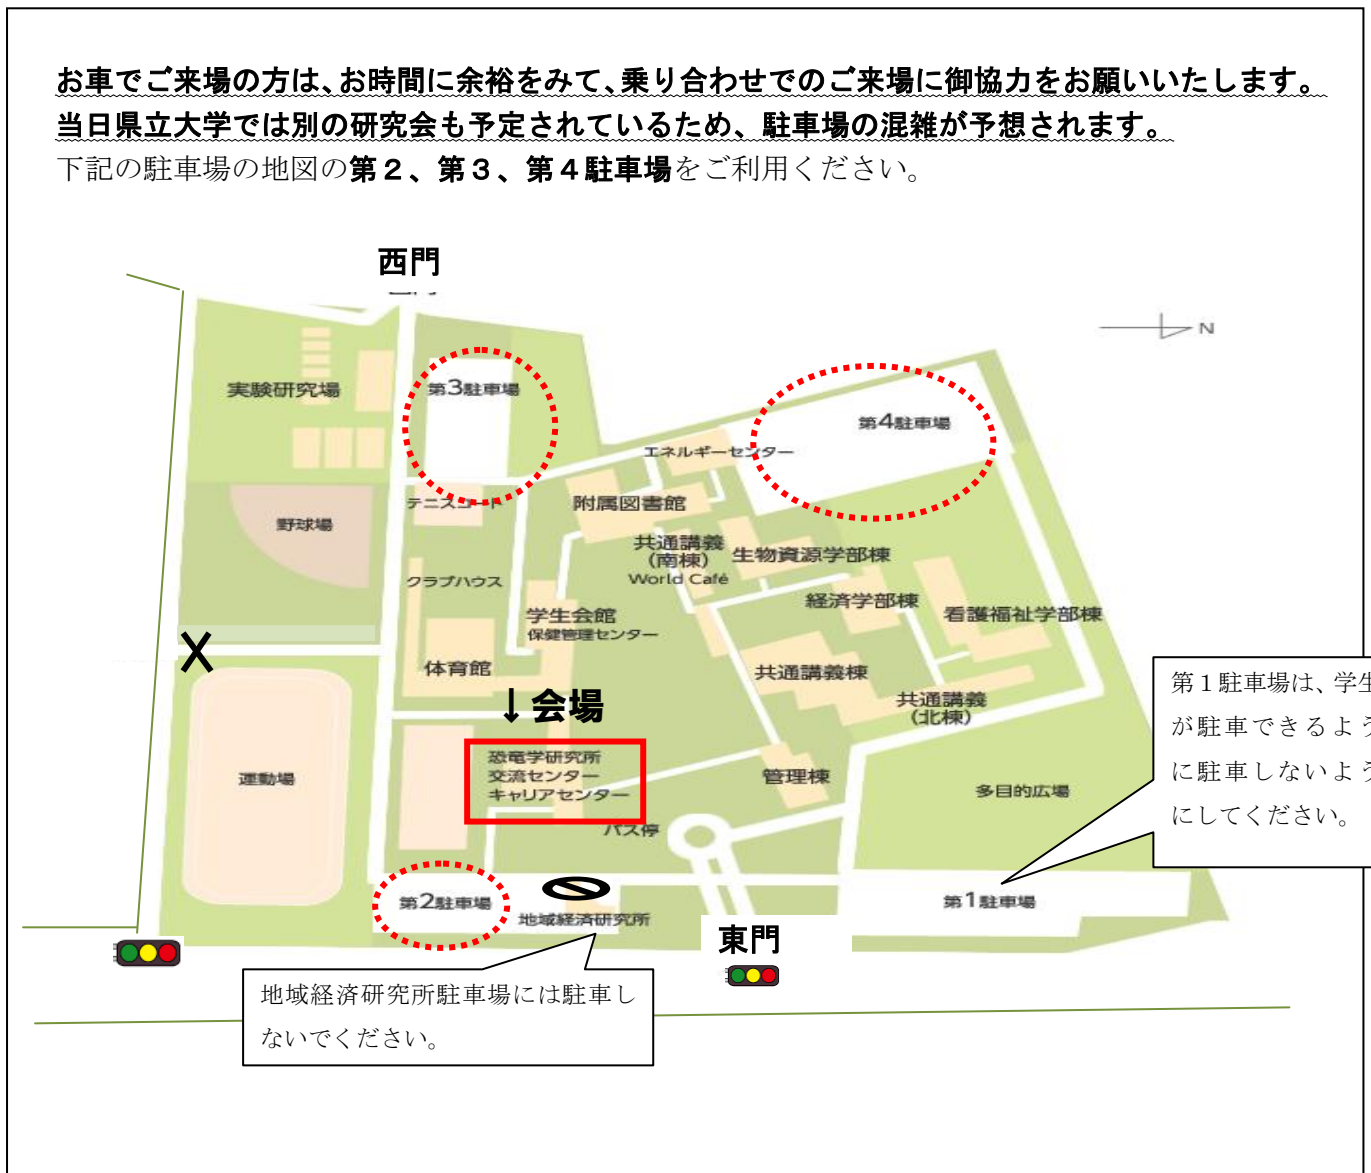 お車でご来場の方は、お時間に余裕をみて、乗り合わせでのご来場に御協力をお願いいたします。
当日県立大学では別の研究会も予定されているため、駐車場の混雑が予想されます。
下記の駐車場の地図の第２、第３、第４駐車場をご利用ください。
西門
N
実験研究場
第3駐車場
第4駐車場
エネルギーセンター
テニスコート
附属図書館
野球場
共通講義
(南棟)
World Café
生物資源学部棟
クラブハウス
経済学部棟
学生会館
保健管理センター
看護福祉学部棟
体育館
共通講義棟
共通講義
(北棟)
↓会場
第１駐車場は、学生
が駐車できるよう
に駐車しないよう
にしてください。
恐竜学研究所
交流センター
キャリアセンター
運動場
管理棟
多目的広場
バス停
第2駐車場
地域経済研究所
第1駐車場
東門
地域経済研究所駐車場には駐車し
ないでください。